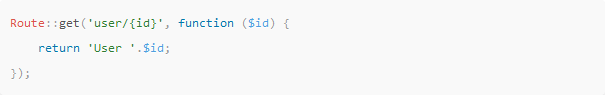 Route::get('user/{id}', function ($id) {
    return 'User '.$id;
});